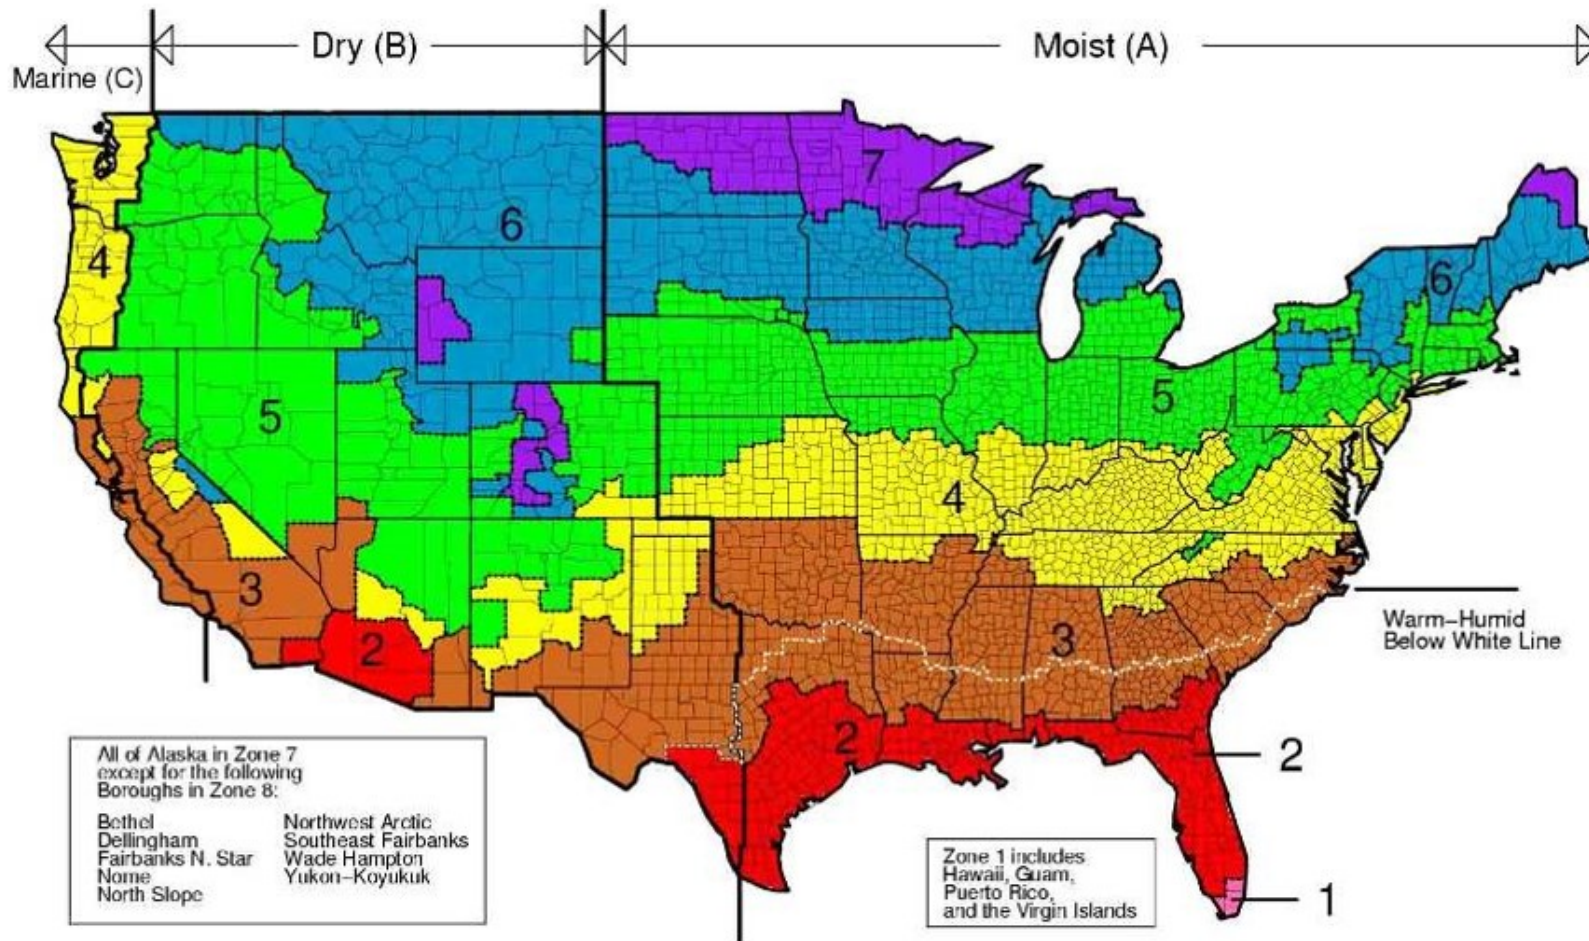 Dry (B)
Moist (A)
Marine (C)
7
6
4
6
5
5
4
3
3
2
2
2
1
Warm-Humid
Below White Line
All of Alaska in Zone 7
except for the following
Boroughs in Zone 8:
Bethel
Dellingham
Fairbanks N. Star
Nome
North Slope
Northwest Arctic
Southeast Fairbanks
Wade Hampton
Yukon-Koyukuk
Zone 1 includes
Hawaii, Guam,
Puerto Rico,
and the Virgin Islands